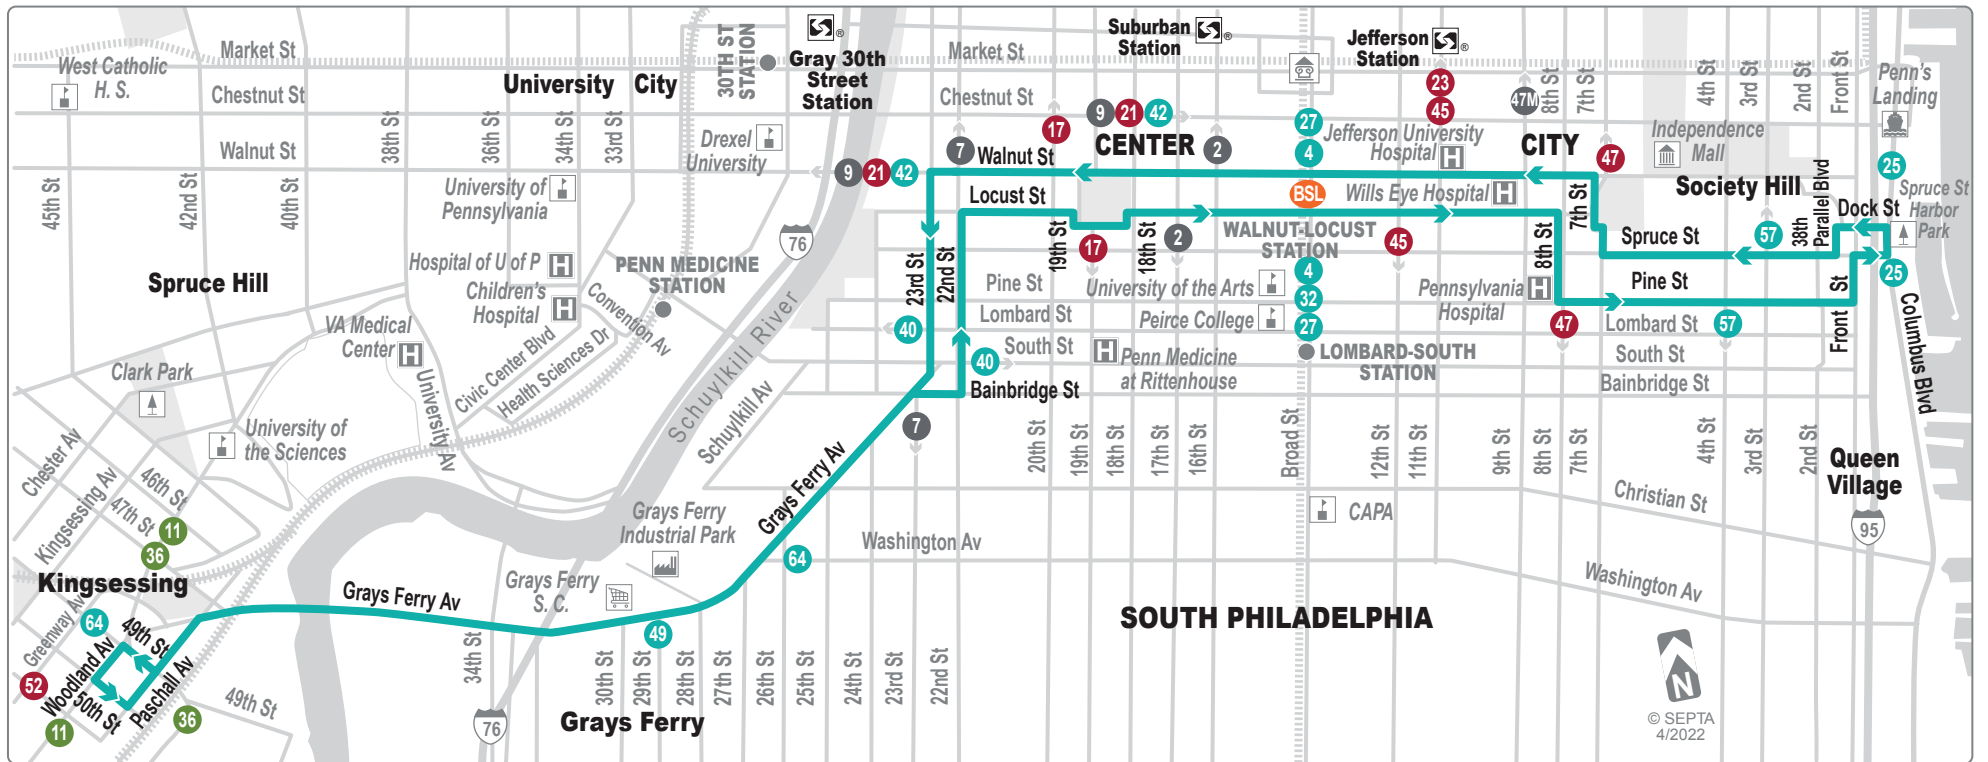 Market St
West Catholic
H. S.
Chestnut St
Walnut St
45th St
42nd St
40th St
38th St
36th St
34th St
33rd St
University City
30TH ST
STATION
Gray 30th
Street
Station
®
Drexel
University
9
21
42
University of
Pennsylvania
Hospital of U of P
Children's
Hospital
PENN MEDICINE
STATION
Spruce Hill
VA Medical
Center
Clark Park
University of
the Sciences
University Av
Civic Center Blvd
Health Sciences Dr
Convention Av
Schuylkill River
Schuylkill Av
76
Chester Av
Kingsessing Av
46th St
47th St
11
36
Kingsessing
Greenway Av
64
52
Woodland Av
49th St
50th St
Paschall Av
11
36
49th St
Grays Ferry Av
Grays Ferry
S. C.
Grays Ferry
Industrial Park
Grays Ferry Av
64
49
34th St
76
30th St
29th St
28th St
27th St
26th St
25th St
24th St
23rd St
22nd St
Grays Ferry
Market St
Suburban
Station
®
Jefferson
Station
®
23
45
Chestnut St
17
9
21
42
CENTER
CITY
7
2
27
4
Walnut St
Jefferson University
Hospital
47M
8th St
7th St
47
Independence
Mall
4th St
3rd St
2nd St
Front St
Penn's
Landing
25
Locust St
BSL
Wills Eye Hospital
WALNUT-LOCUST
STATION
Society Hill
38th
Parallel Blvd
Dock St
Spruce St
Harbor
Park
23rd St
22nd St
19th St
17
18th St
2
45
8th St
7th St
Spruce St
57
Pine St
Pine St
University of the Arts
4
32
27
Pennsylvania
Hospital
47
Front St
25
Columbus Blvd
40
Lombard St
Peirce College
Lombard St
57
Front
South St
40
Penn Medicine
at Rittenhouse
LOMBARD-SOUTH
STATION
South St
Bainbridge St
Bainbridge St
7
20th St
19th St
18th St
17th St
16th St
Broad St
12th St
11th St
9th St
8th St
7th St
4th St
3rd St
2nd St
Queen
Village
Christian St
CAPA
95
Washington Av
Washington Av
SOUTH PHILADELPHIA
N
© SEPTA
4/2022